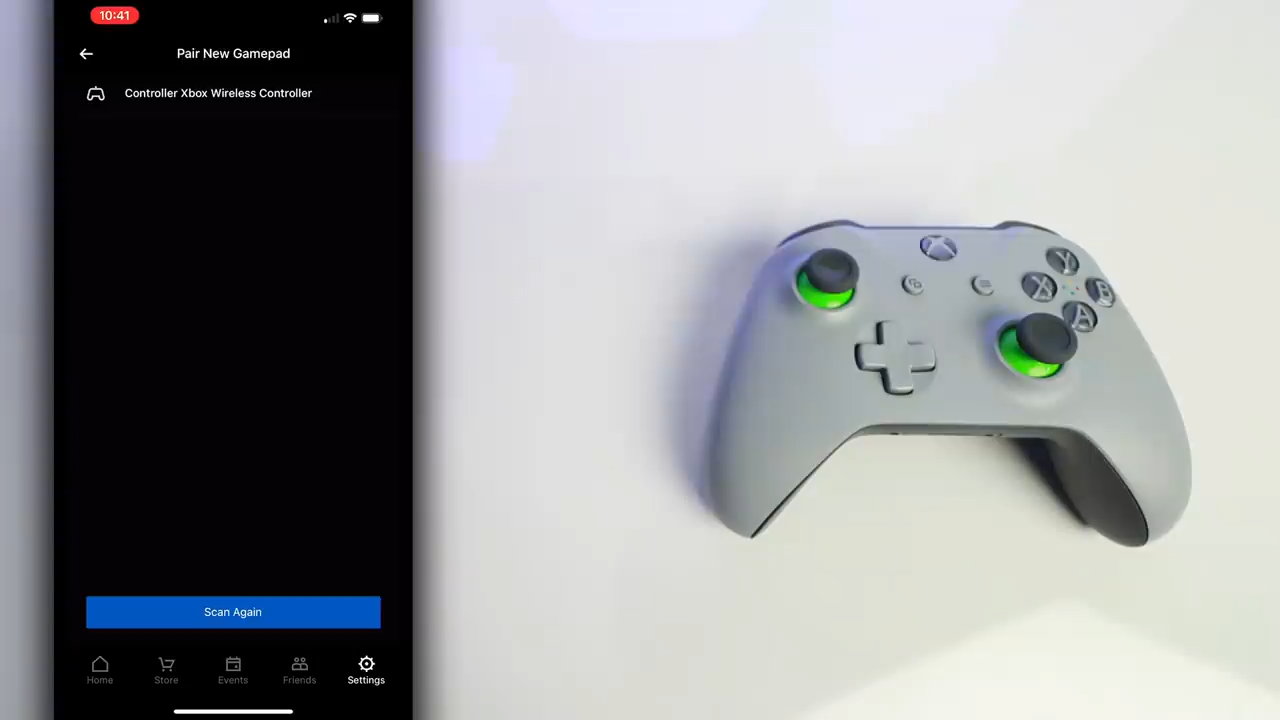 10:41
Pair New Gamepad
Controller Xbox Wireless Controller
Scan Again
Home
Store
Events
Friends
Settings
Y
X
B
A